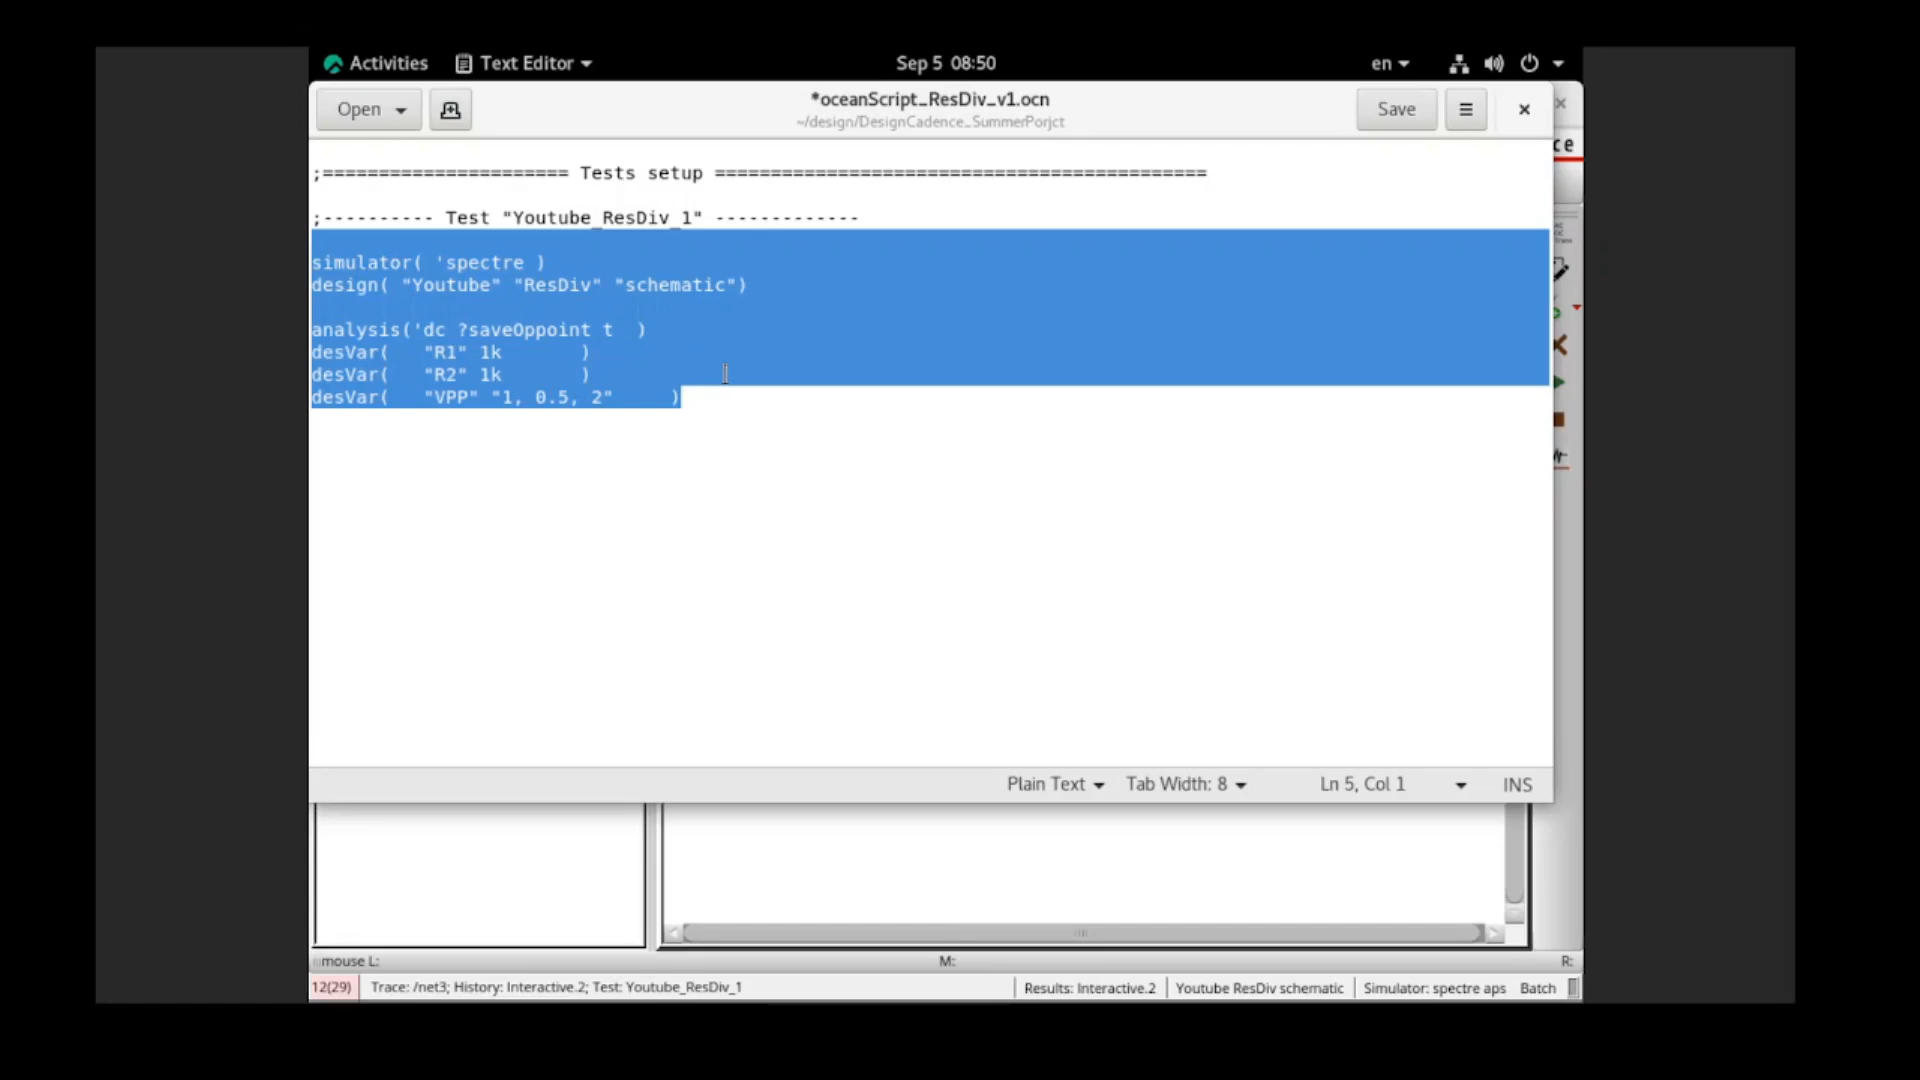 Activities Text Editor Sep 5 08:50 en
Open *oceanScript_ResDiv_v1.ocn Save
~/design/DesignCadence_SummerPorjct
ce
;====================== Tests setup ============================================
;---------- Test "Youtube_ResDiv_1" -------------
simulator( 'spectre )
design( "Youtube" "ResDiv" "schematic")
analysis('dc ?saveOppoint t  )
desVar(   "R1" 1k       )
desVar(   "R2" 1k       )
desVar(   "VPP" "1, 0.5, 2"     )
Plain Text Tab Width: 8 Ln 5, Col 1 INS
mouse L: M: R:
12(29) Trace: /net3; History: Interactive.2; Test: Youtube_ResDiv_1 Results: Interactive.2 Youtube ResDiv schematic Simulator: spectre aps Batch